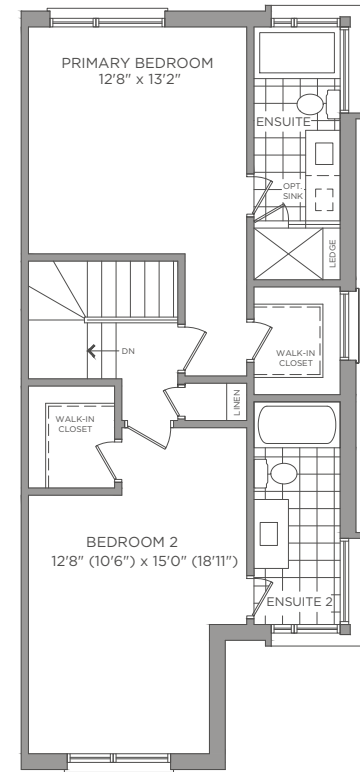 PRIMARY BEDROOM
12'8" x 13'2"
ENSUITE
OPT.
SINK
LEDGE
DN
WALK-IN
CLOSET
LINEN
WALK-IN
CLOSET
BEDROOM 2
12'8" (10'6") x 15'0" (18'11")
ENSUITE 2